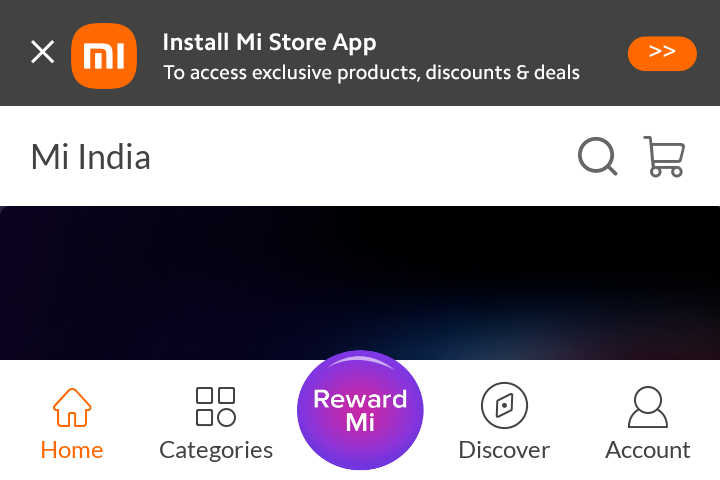 mi
Install Mi Store App
To access exclusive products, discounts & deals
>>
Mi India
Reward
Mi
Home
Categories
Discover
Account